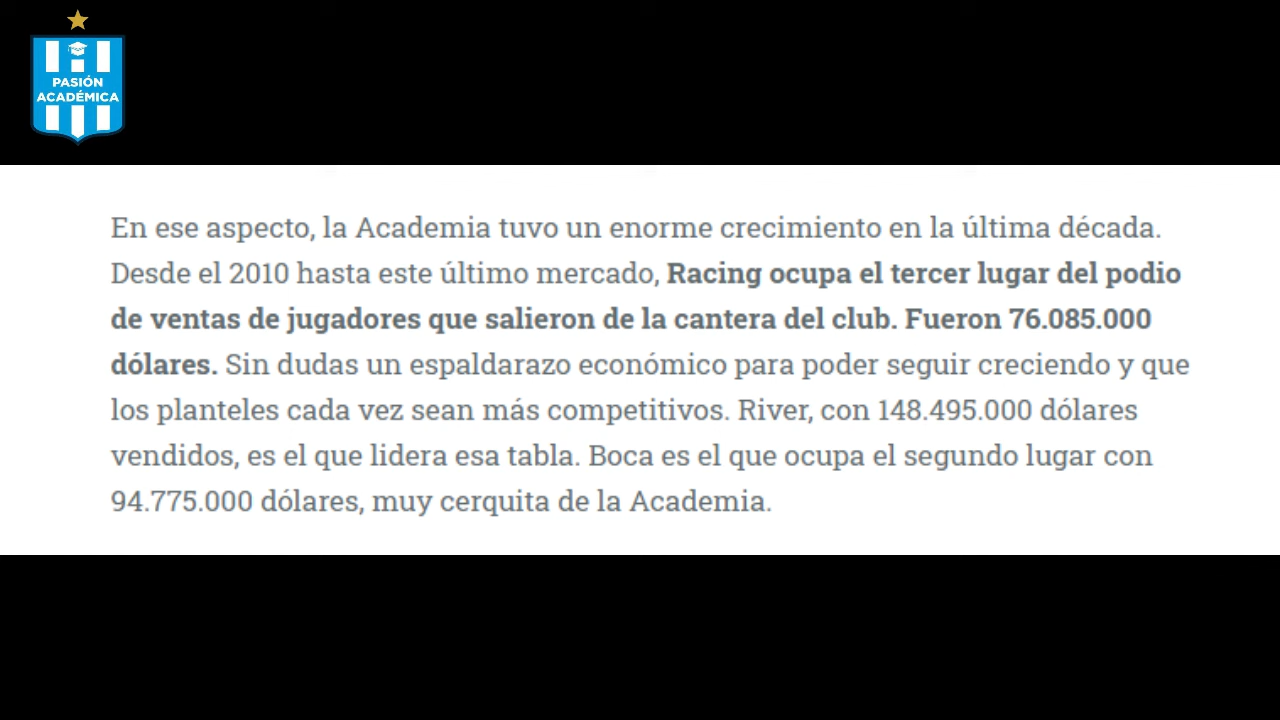 PASIÓN
ACADÉMICA
En ese aspecto, la Academia tuvo un enorme crecimiento en la última década.
Desde el 2010 hasta este último mercado, Racing ocupa el tercer lugar del podio
de ventas de jugadores que salieron de la cantera del club. Fueron 76.085.000
dólares. Sin dudas un espaldarazo económico para poder seguir creciendo y que
los planteles cada vez sean más competitivos. River, con 148.495.000 dólares
vendidos, es el que lidera esa tabla. Boca es el que ocupa el segundo lugar con
94.775.000 dólares, muy cerquita de la Academia.